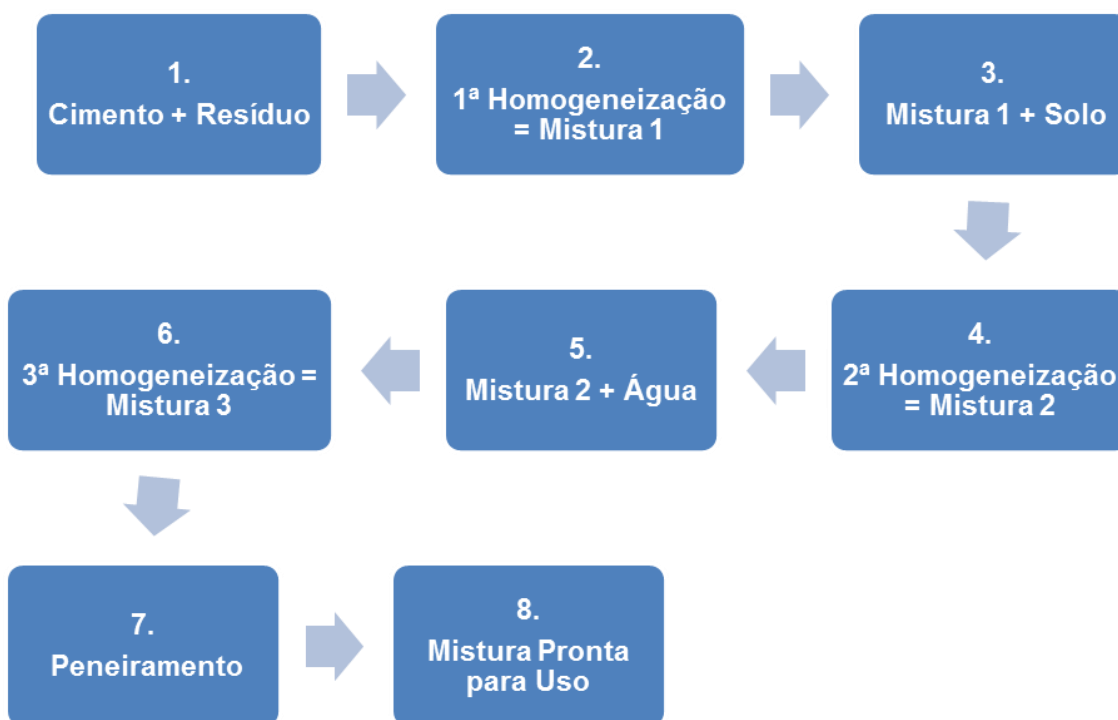 1.
Cimento + Resíduo
2.
1ª Homogeneização
= Mistura 1
3.
Mistura 1 + Solo
4.
2ª Homogeneização
= Mistura 2
5.
Mistura 2 + Água
6.
3ª Homogeneização =
Mistura 3
7.
Peneiramento
8.
Mistura Pronta
para Uso